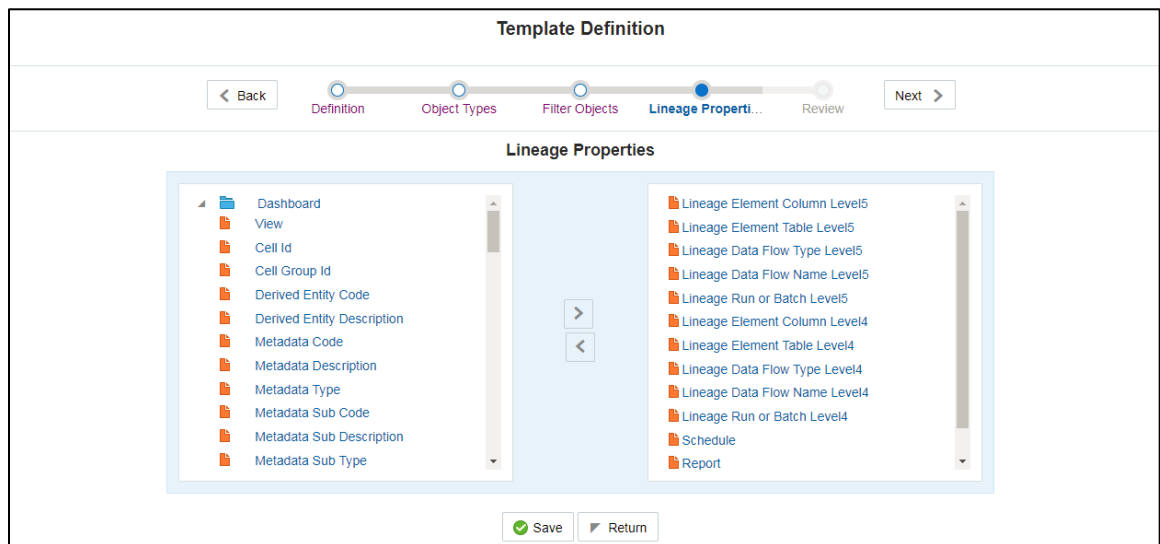 Template Definition
Back
Definition
Object Types
Filter Objects
Lineage Properti...
Review
Next
Lineage Properties
Dashboard
View
Cell Id
Cell Group Id
Derived Entity Code
Derived Entity Description
Metadata Code
Metadata Description
Metadata Type
Metadata Sub Code
Metadata Sub Description
Metadata Sub Type
Lineage Element Column Level5
Lineage Element Table Level5
Lineage Data Flow Type Level5
Lineage Data Flow Name Level5
Lineage Run or Batch Level5
Lineage Element Column Level4
Lineage Element Table Level4
Lineage Data Flow Type Level4
Lineage Data Flow Name Level4
Lineage Run or Batch Level4
Schedule
Report
Save
Return